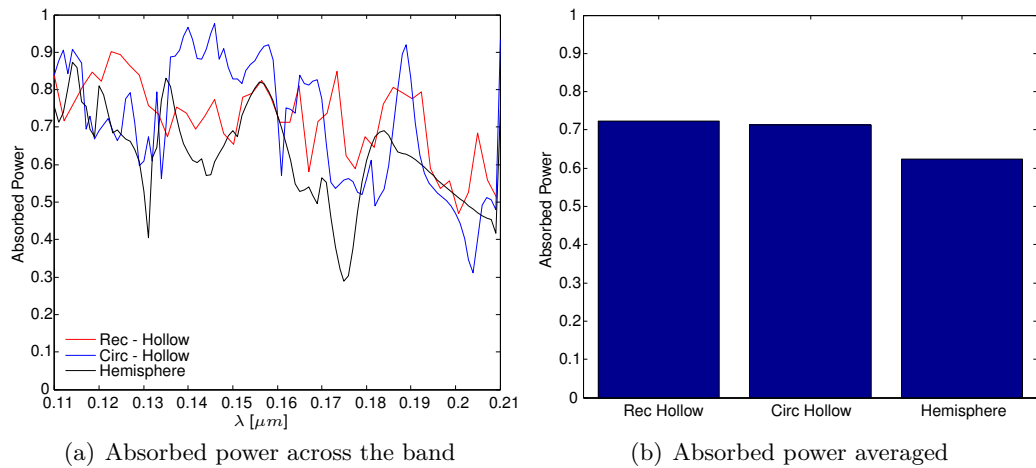 1
0.9
0.8
0.7
0.6
0.5
0.4
0.3
0.2
0.1
0
Absorbed Power
Rec - Hollow
Circ - Hollow
Hemisphere
0.11 0.12 0.13 0.14 0.15 0.16 0.17 0.18 0.19 0.2 0.21
λ [μm]
(a) Absorbed power across the band
1
0.9
0.8
0.7
0.6
0.5
0.4
0.3
0.2
0.1
0
Absorbed Power
Rec Hollow Circ Hollow Hemisphere
(b) Absorbed power averaged